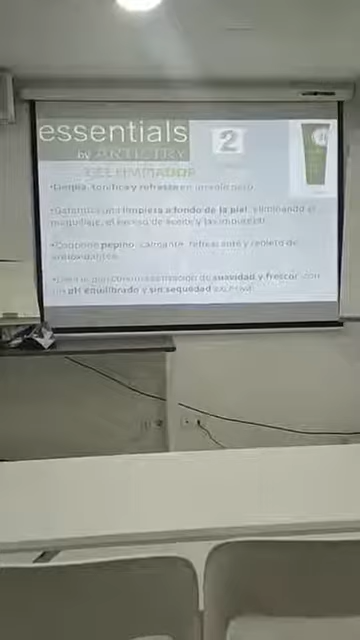 essentials
by ARTISTRY
2
GEL LIMPIADOR
•Limpia, tonifica y refresca en un solo paso.
•Garantiza una limpieza a fondo de la piel, eliminando el
maquillaje, el exceso de aceite y las impurezas.
•Contiene pepino, calmante, refrescante y repleto de
antioxidantes.
piel con una sensación de suavidad y frescor, con
un pH equilibrado y sin sequedad excesiva.